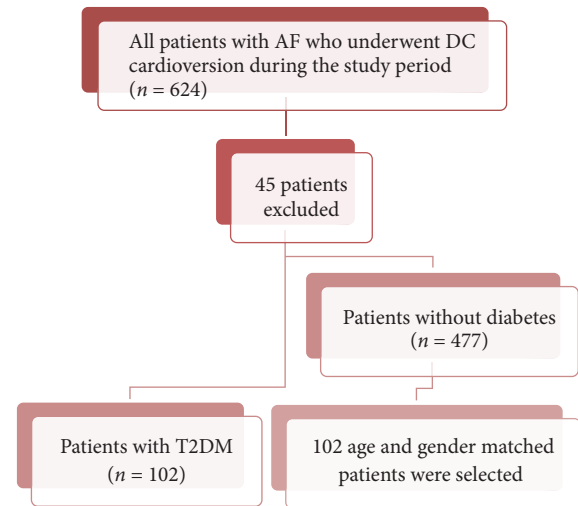 All patients with AF who underwent DC
cardioversion during the study period
(n = 624)
45 patients
excluded
Patients without diabetes
(n = 477)
Patients with T2DM
(n = 102)
102 age and gender matched
patients were selected